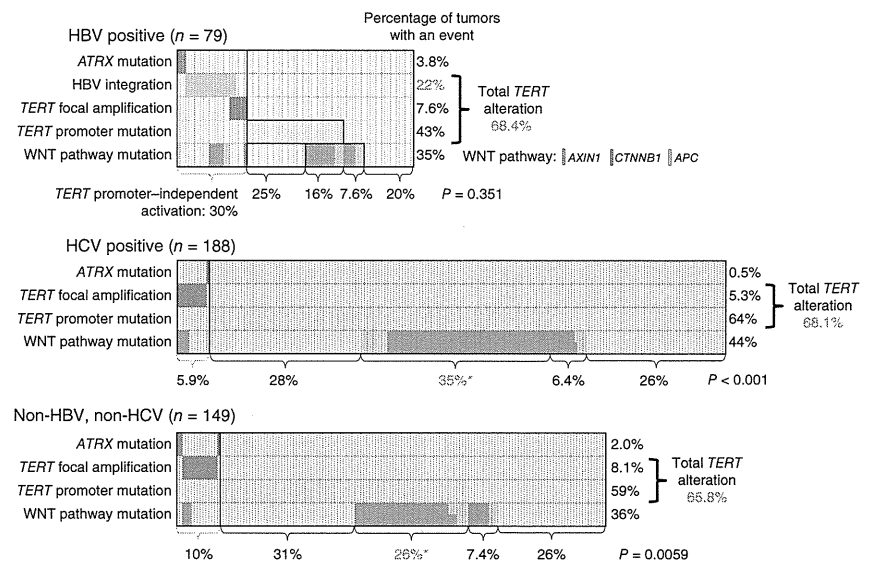 Percentage of tumors
with an event
HBV positive (n = 79)
ATRX mutation 3.8%
HBV integration 22%
TERT focal amplification 7.6%
TERT promoter mutation 43%
WNT pathway mutation 35%
Total TERT
alteration
68.4%
WNT pathway: AXIN1 CTNNB1 APC
TERT promoter–independent
activation: 30%
25% 16% 7.6% 20% P = 0.351
HCV positive (n = 188)
ATRX mutation 0.5%
TERT focal amplification 5.3%
TERT promoter mutation 64%
WNT pathway mutation 44%
Total TERT
alteration
68.1%
5.9% 28% 35%* 6.4% 26% P < 0.001
Non-HBV, non-HCV (n = 149)
ATRX mutation 2.0%
TERT focal amplification 8.1%
TERT promoter mutation 59%
WNT pathway mutation 36%
Total TERT
alteration
65.8%
10% 31% 26%* 7.4% 26% P = 0.0059